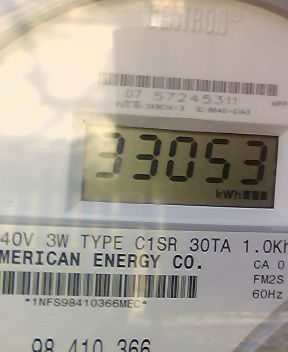 07 57245311
33053
kWh
40V 3W TYPE C1SR 30TA 1.0Kh
MERICAN ENERGY CO.
CA 0
FM2S
60Hz
*1NFS98410366MEC*
98 410 366